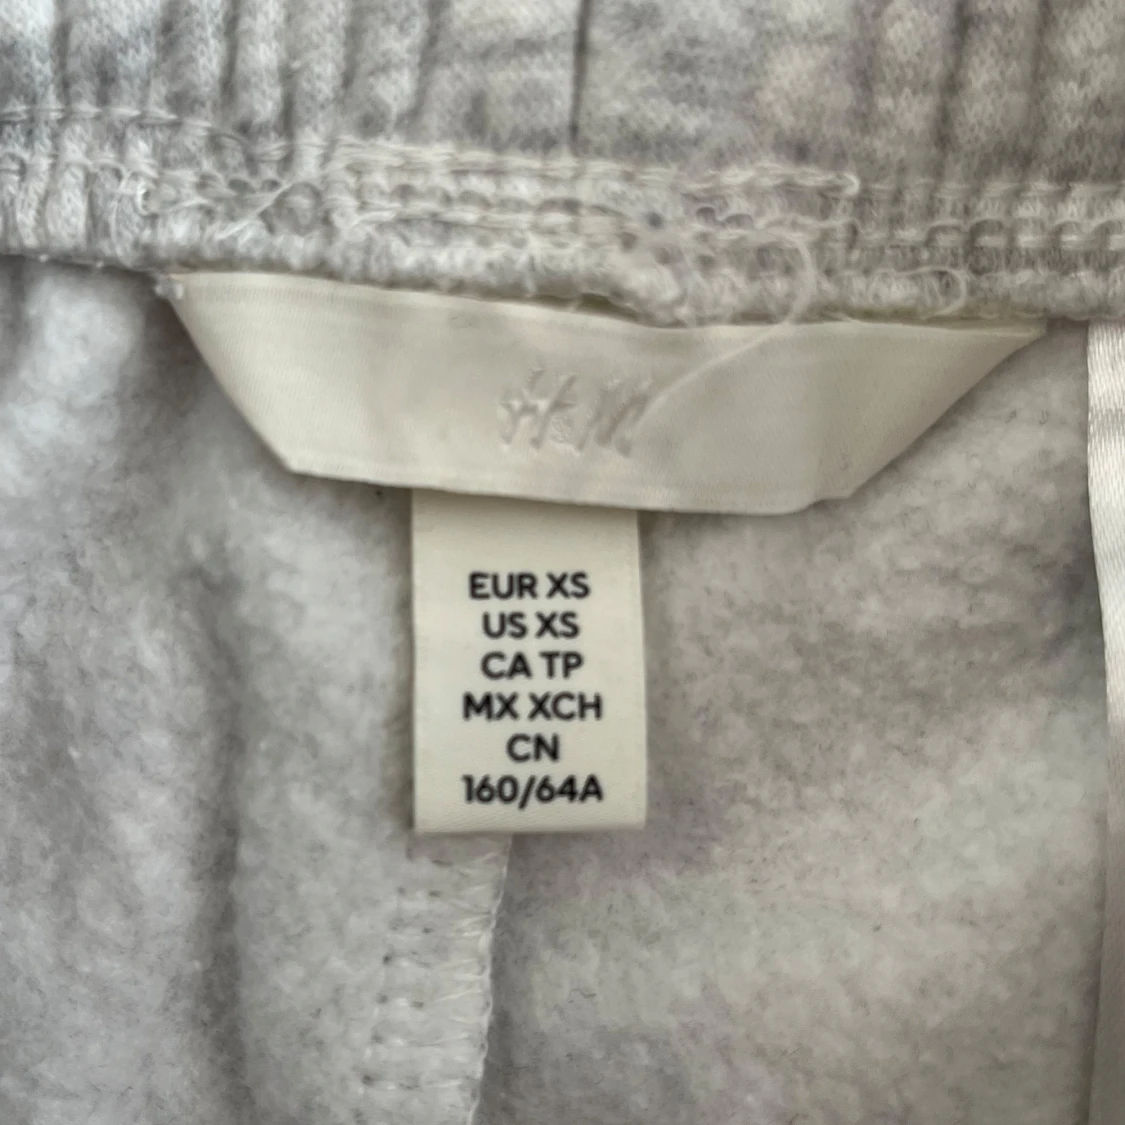 H&M
EUR XS
US XS
CA TP
MX XCH
CN
160/64A